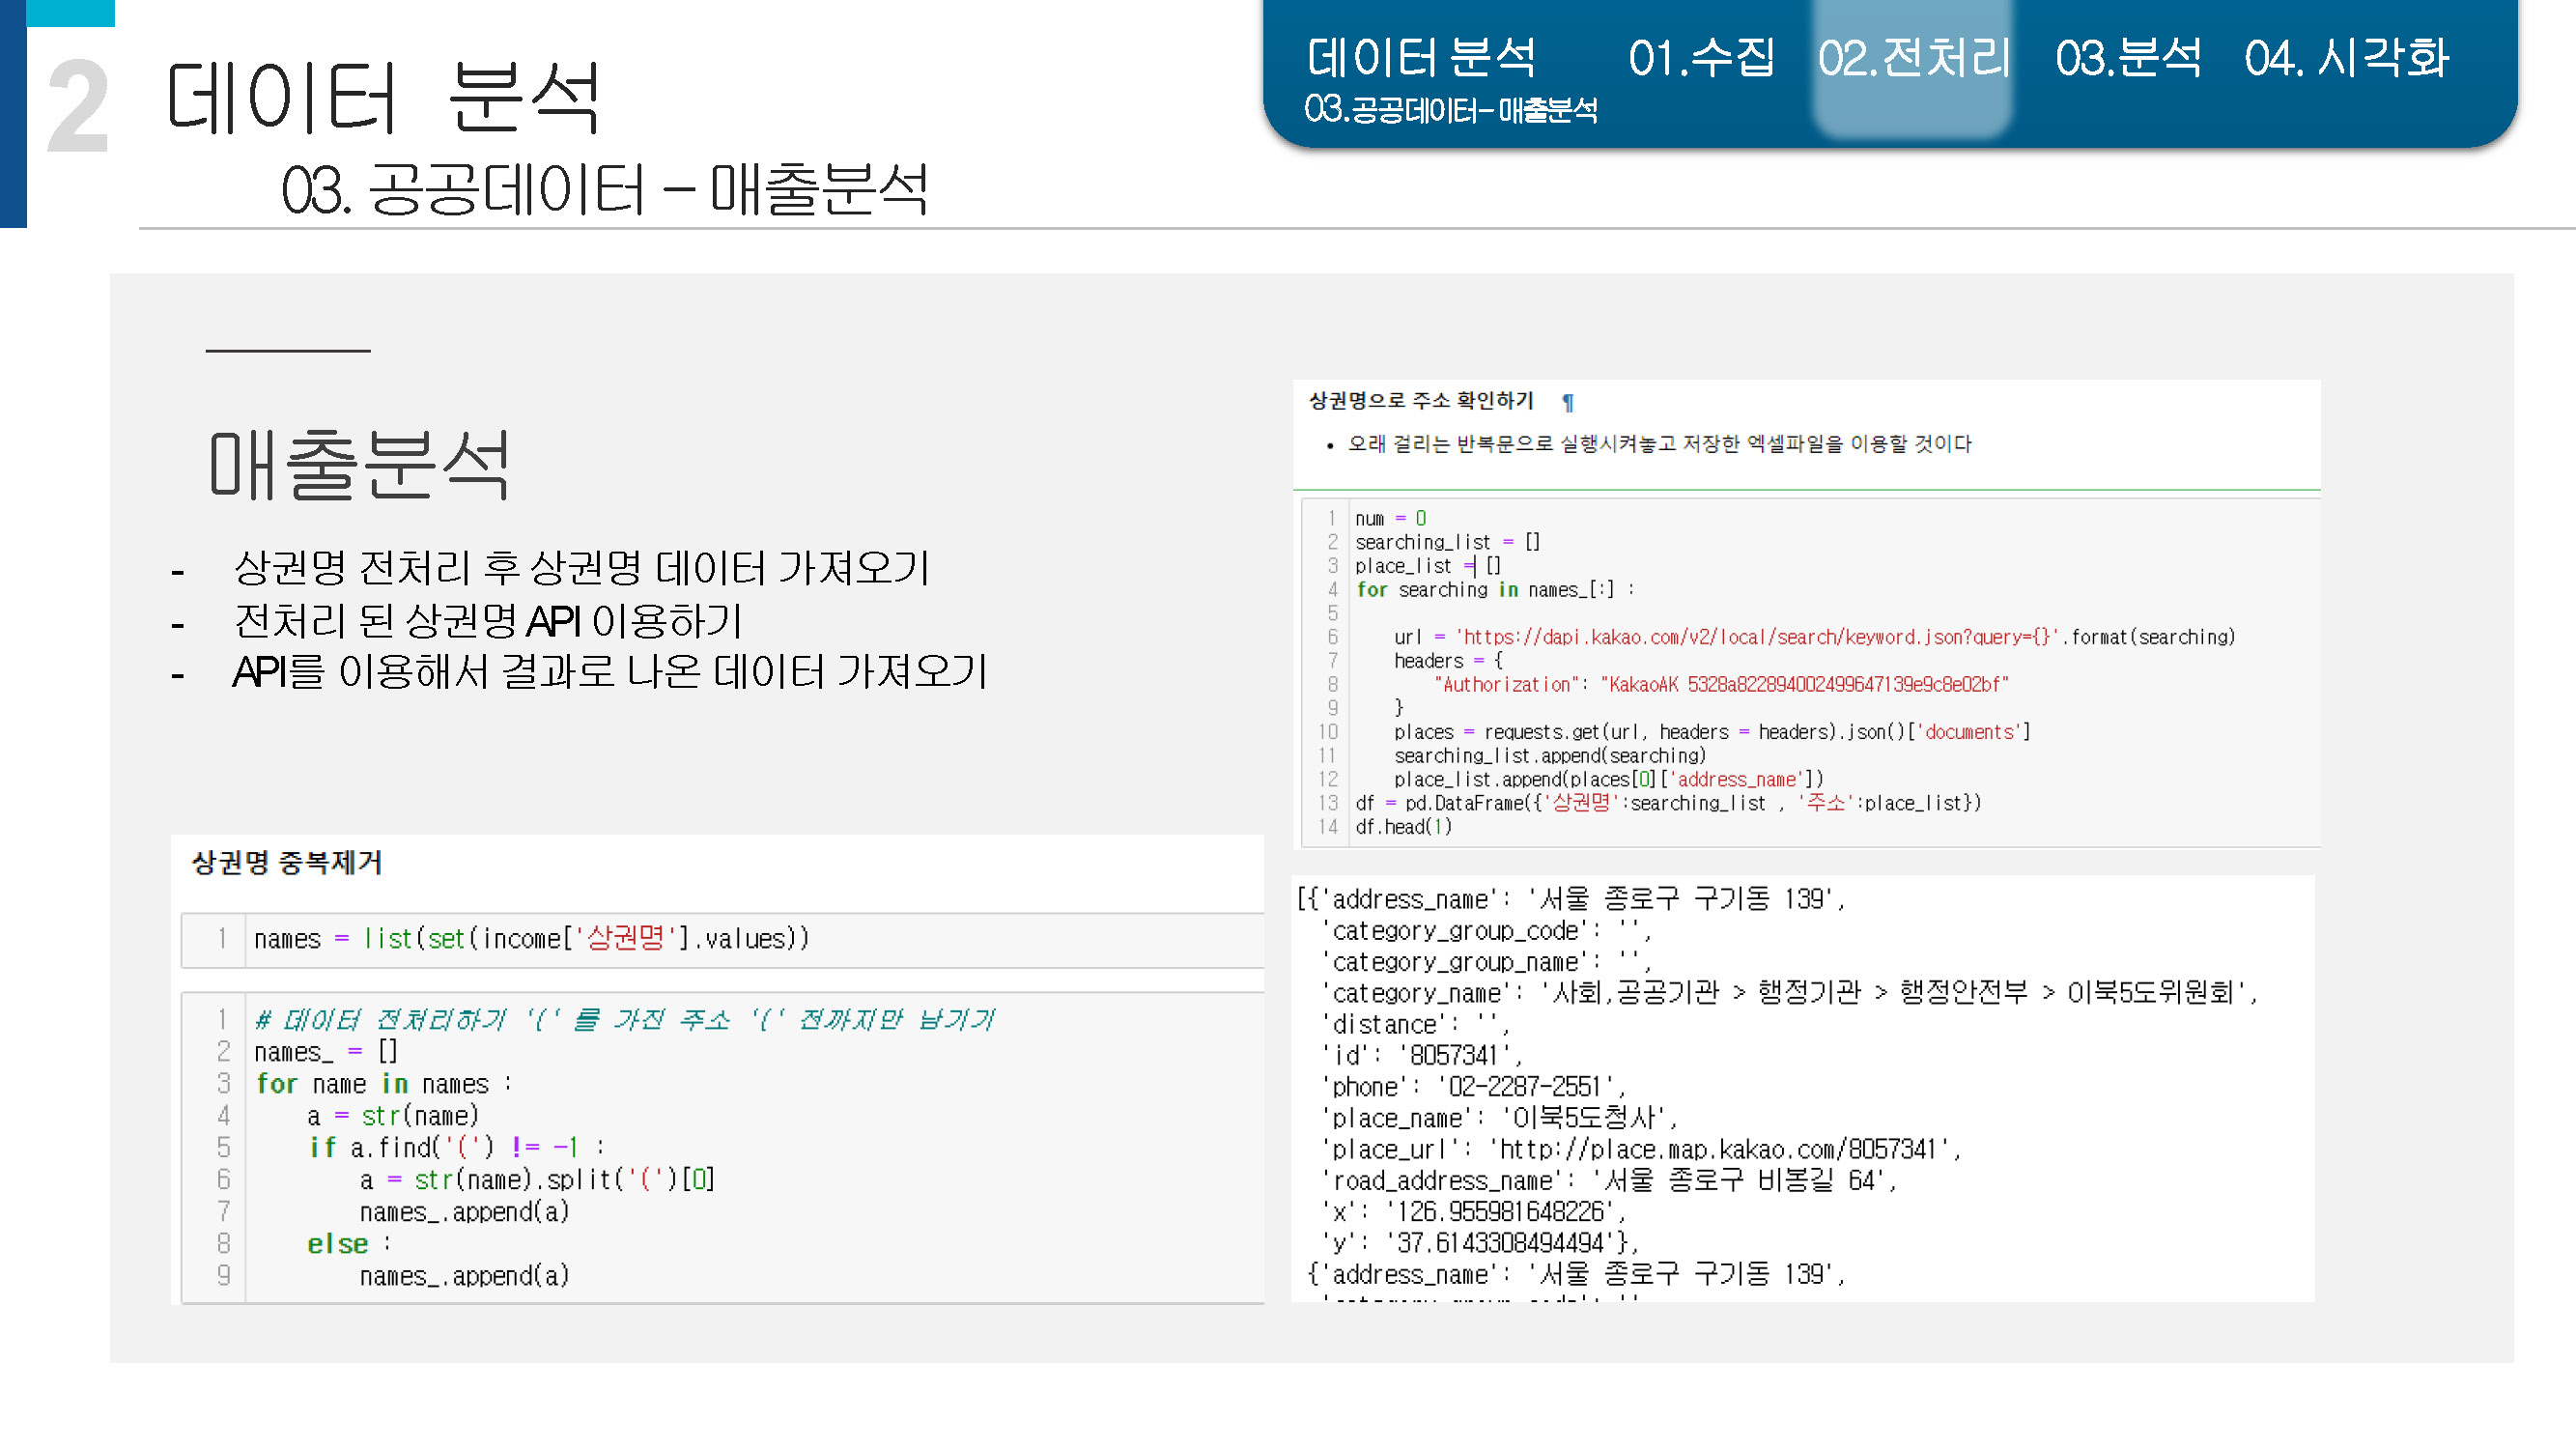 2 데이터 분석
03. 공공데이터 – 매출분석
데이터 분석 01.수집 02.전처리 03.분석 04. 시각화
03.공공데이터– 매출분석
매출분석
- 상권명 전처리 후 상권명 데이터 가져오기
- 전처리 된 상권명 API 이용하기
- API를 이용해서 결과로 나온 데이터 가져오기
상권명 중복제거
1 names = list(set(income['상권명'].values))
1 # 데이터 전처리하기 '(' 를 가진 주소 '(' 전까지만 남기기
2 names_ = []
3 for name in names :
4 a = str(name)
5 if a.find('(') != -1 :
6 a = str(name).split('(')[0]
7 names_.append(a)
8 else :
9 names_.append(a)
상권명으로 주소 확인하기 ¶
• 오래 걸리는 반복문으로 실행시켜놓고 저장한 엑셀파일을 이용할 것이다
1 num = 0
2 searching_list = []
3 place_list = []
4 for searching in names_[:] :
5
6 url = 'https://dapi.kakao.com/v2/local/search/keyword.json?query={}'.format(searching)
7 headers = {
8 "Authorization": "KakaoAK 5328a822894002499647139e9c8e02bf"
9 }
10 places = requests.get(url, headers = headers).json()['documents']
11 searching_list.append(searching)
12 place_list.append(places[0]['address_name'])
13 df = pd.DataFrame({'상권명':searching_list , '주소':place_list})
14 df.head(1)
[{'address_name': '서울 종로구 구기동 139',
'category_group_code': '',
'category_group_name': '',
'category_name': '사회,공공기관 > 행정기관 > 행정안전부 > 이북5도위원회',
'distance': '',
'id': '8057341',
'phone': '02-2287-2551',
'place_name': '이북5도청사',
'place_url': 'http://place.map.kakao.com/8057341',
'road_address_name': '서울 종로구 비봉길 64',
'x': '126.955981648226',
'y': '37.6143308494494'},
{'address_name': '서울 종로구 구기동 139',